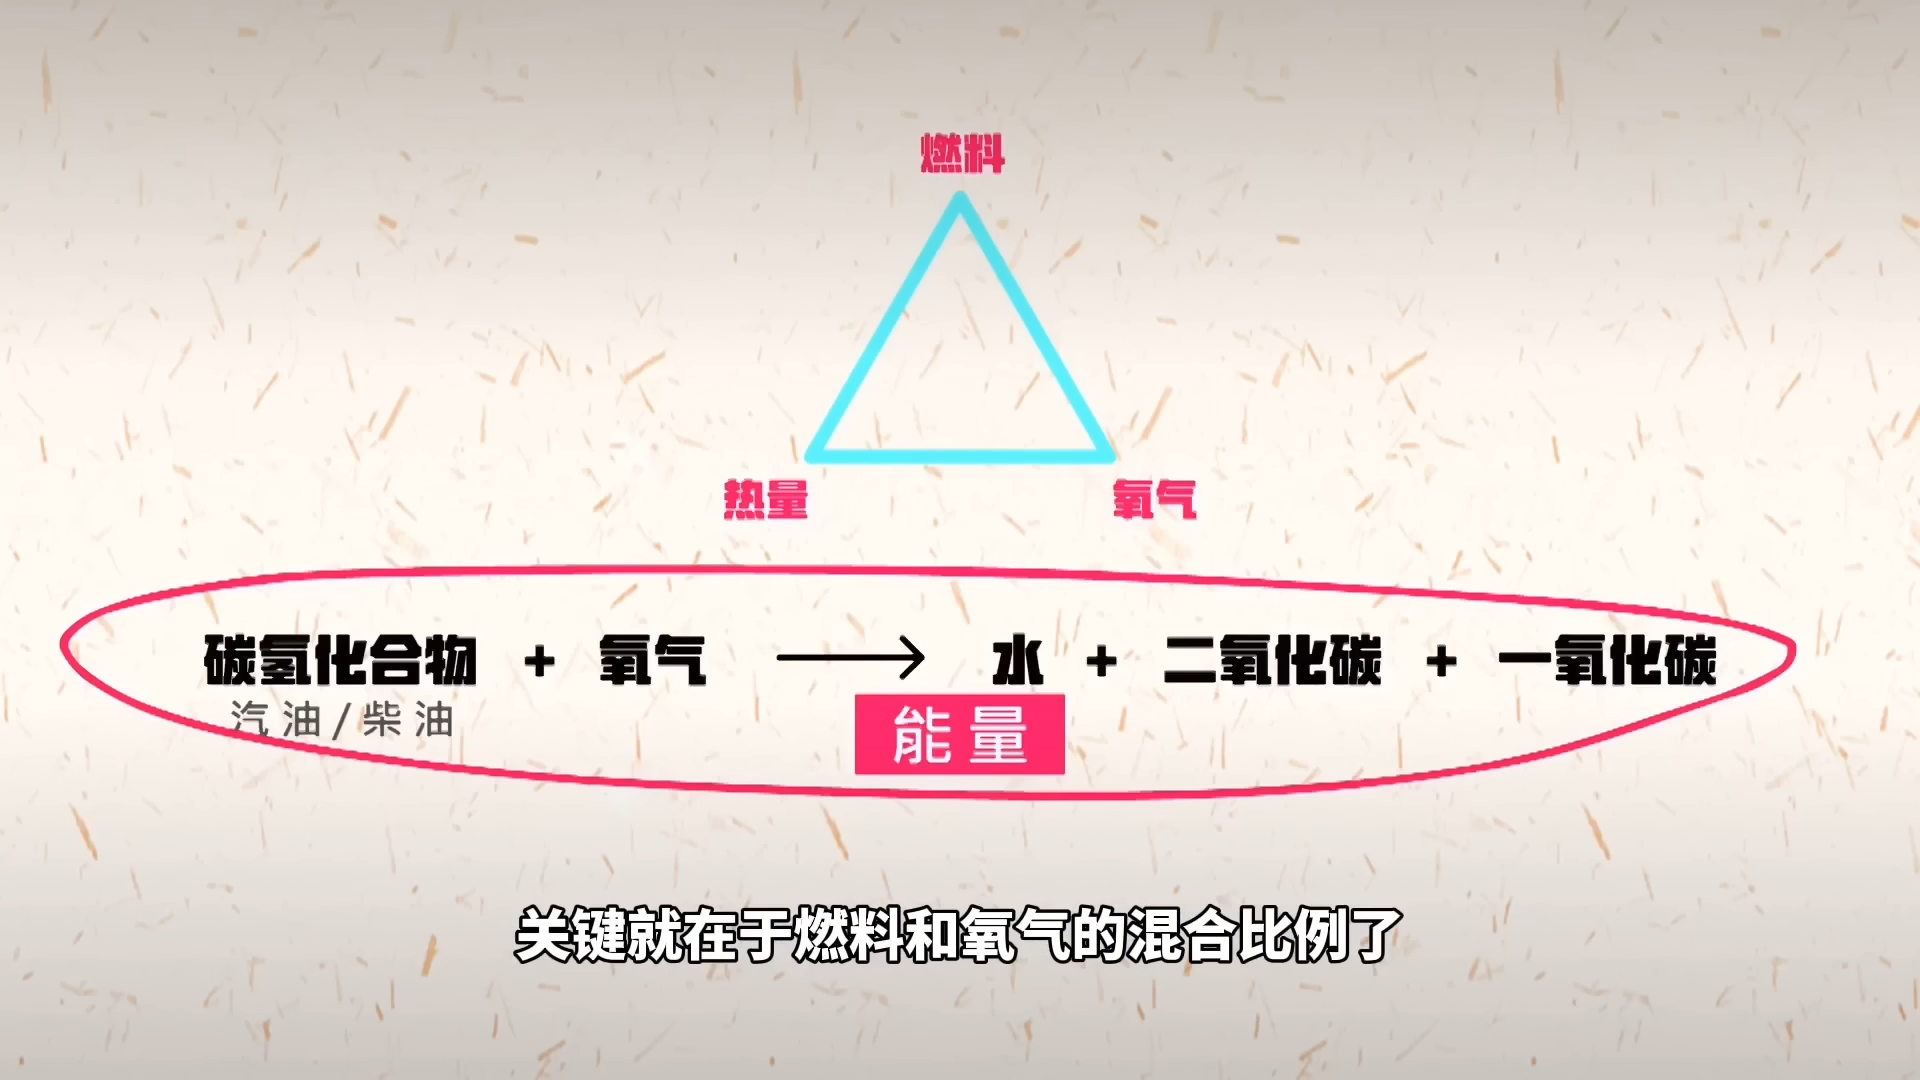 燃料
热量
氧气
碳氢化合物 + 氧气 → 水 + 二氧化碳 + 一氧化碳
汽油/柴油
能量
关键就在于燃料和氧气的混合比例了